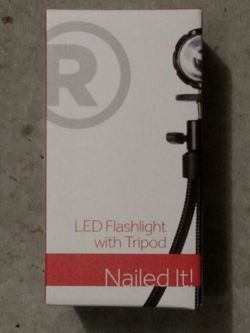 R
LED Flashlight
with Tripod
Nailed It!